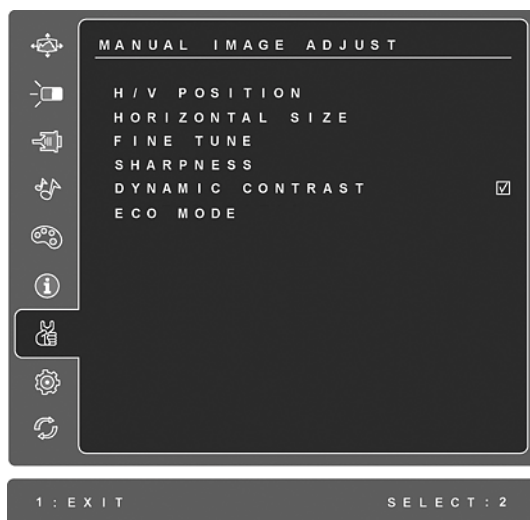 MANUAL IMAGE ADJUST
H/V POSITION
HORIZONTAL SIZE
FINE TUNE
SHARPNESS
DYNAMIC CONTRAST
ECO MODE
1:EXIT SELECT:2